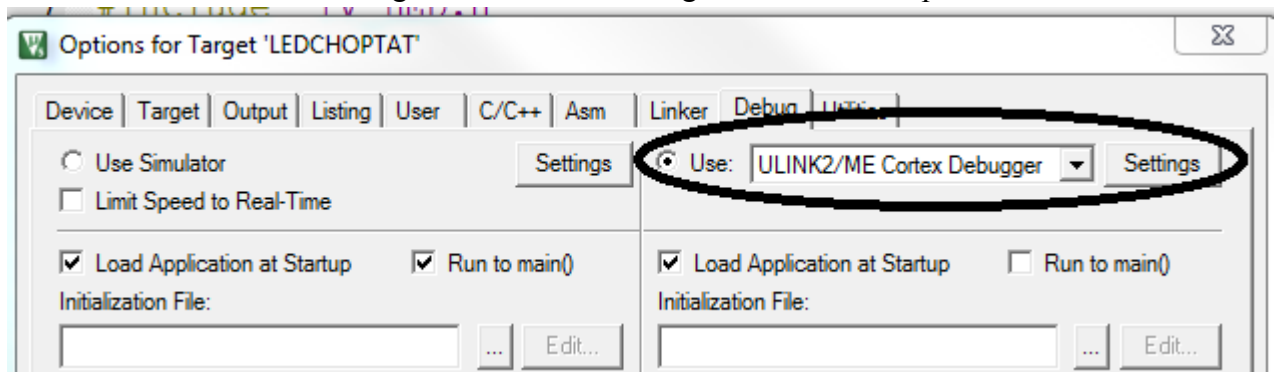 Options for Target 'LEDCHOPTAT'
Device Target Output Listing User C/C++ Asm Linker Debug Utilities
Use Simulator Settings Use: ULINK2/ME Cortex Debugger Settings
Limit Speed to Real-Time
Load Application at Startup Run to main() Load Application at Startup Run to main()
Initialization File: Initialization File:
... Edit... ... Edit...